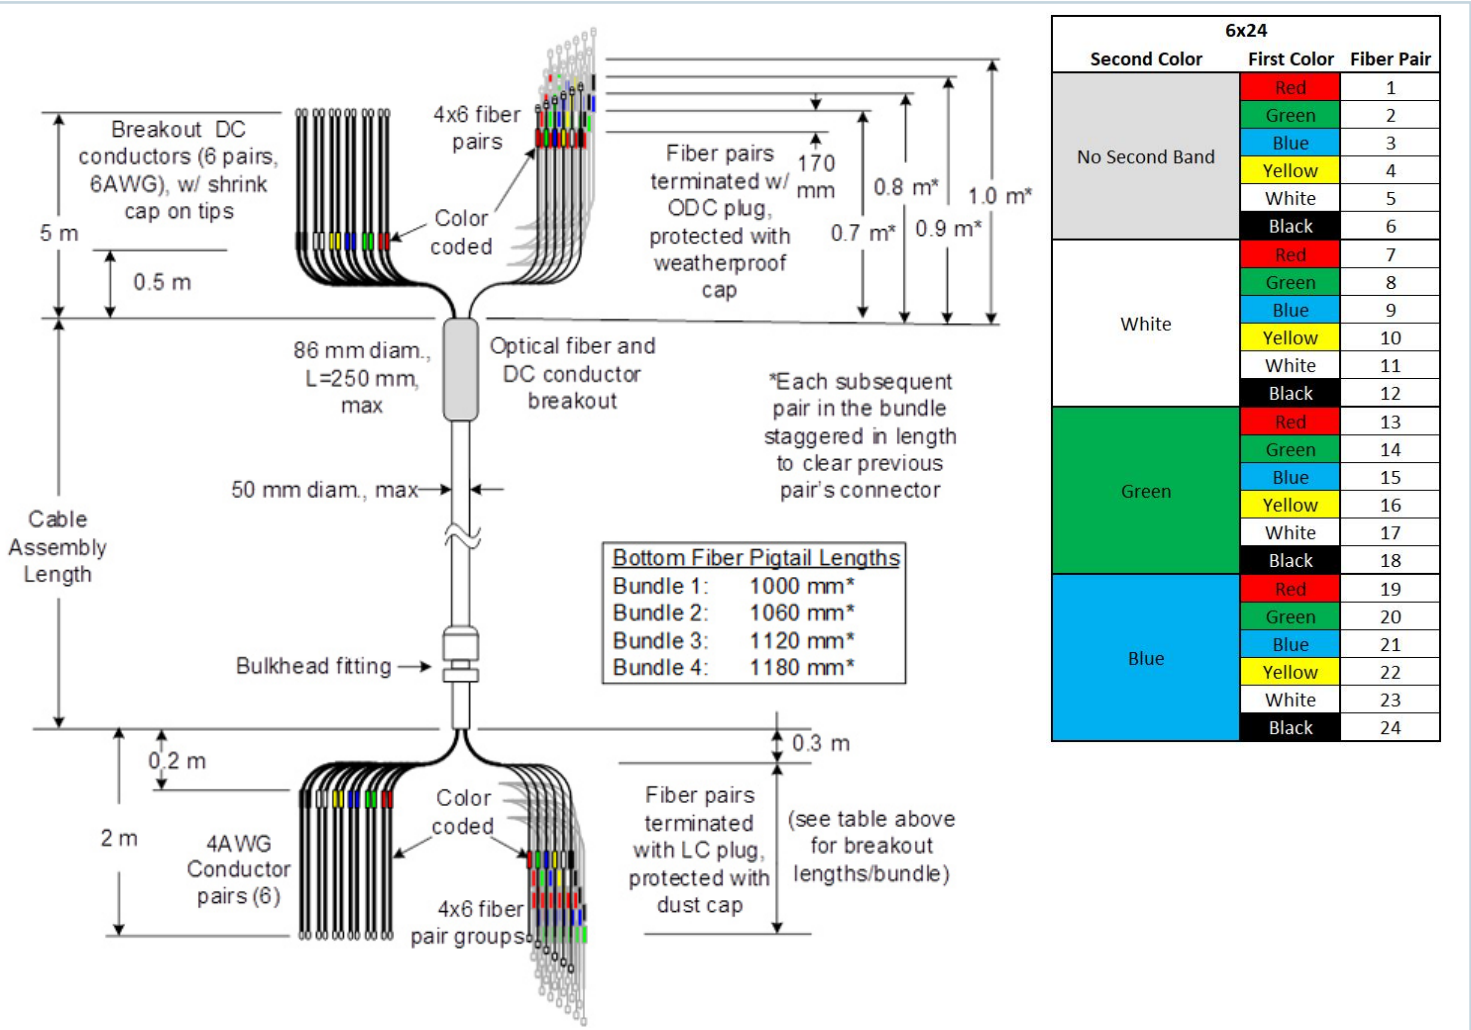 Breakout DC
conductors (6 pairs,
6AWG), w/ shrink
cap on tips
5 m
0.5 m
4x6 fiber
pairs
Color
coded
Fiber pairs
terminated w/
ODC plug,
protected with
weatherproof
cap
170
mm
0.7 m*
0.8 m*
0.9 m*
1.0 m*
86 mm diam.,
L=250 mm,
max
Optical fiber and
DC conductor
breakout
*Each subsequent
pair in the bundle
staggered in length
to clear previous
pair's connector
50 mm diam., max
Cable
Assembly
Length
Bottom Fiber Pigtail Lengths
Bundle 1: 1000 mm*
Bundle 2: 1060 mm*
Bundle 3: 1120 mm*
Bundle 4: 1180 mm*
Bulkhead fitting
0.2 m
2 m
4AWG
Conductor
pairs (6)
Color
coded
4x6 fiber
pair groups
Fiber pairs
terminated
with LC plug,
protected with
dust cap
0.3 m
(see table above
for breakout
lengths/bundle)
6x24
Second Color First Color Fiber Pair
No Second Band
Red 1
Green 2
Blue 3
Yellow 4
White 5
Black 6
White
Red 7
Green 8
Blue 9
Yellow 10
White 11
Black 12
Green
Red 13
Green 14
Blue 15
Yellow 16
White 17
Black 18
Blue
Red 19
Green 20
Blue 21
Yellow 22
White 23
Black 24